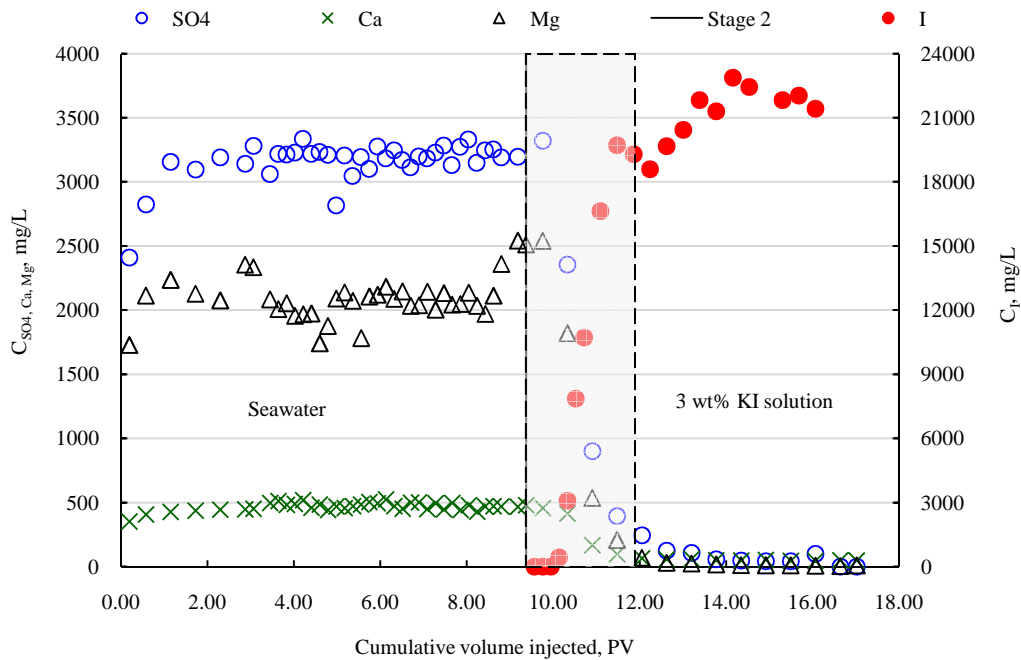 SO4 Ca Mg Stage 2 I
4000 24000
3500 21000
3000 18000
2500 15000
2000 12000
1500 9000
1000 6000
500 3000
0 0
C_SO4, Ca, Mg, mg/L
C_I, mg/L
Seawater
3 wt% KI solution
0.00 2.00 4.00 6.00 8.00 10.00 12.00 14.00 16.00 18.00
Cumulative volume injected, PV